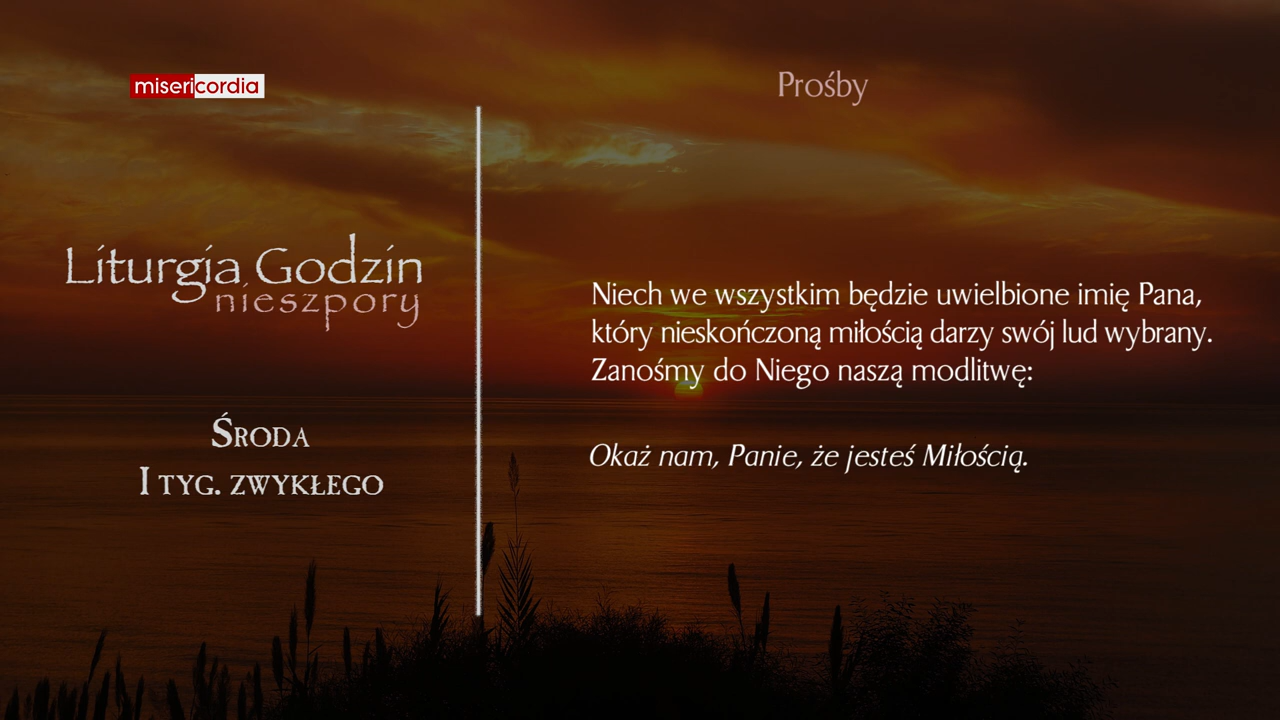 misericordia
Liturgia Godzin
nieszpory
Środa
I tyg. zwykłego
Prośby
Niech we wszystkim będzie uwielbione imię Pana,
który nieskończoną miłością darzy swój lud wybrany.
Zanośmy do Niego naszą modlitwę:
Okaż nam, Panie, że jesteś Miłością.